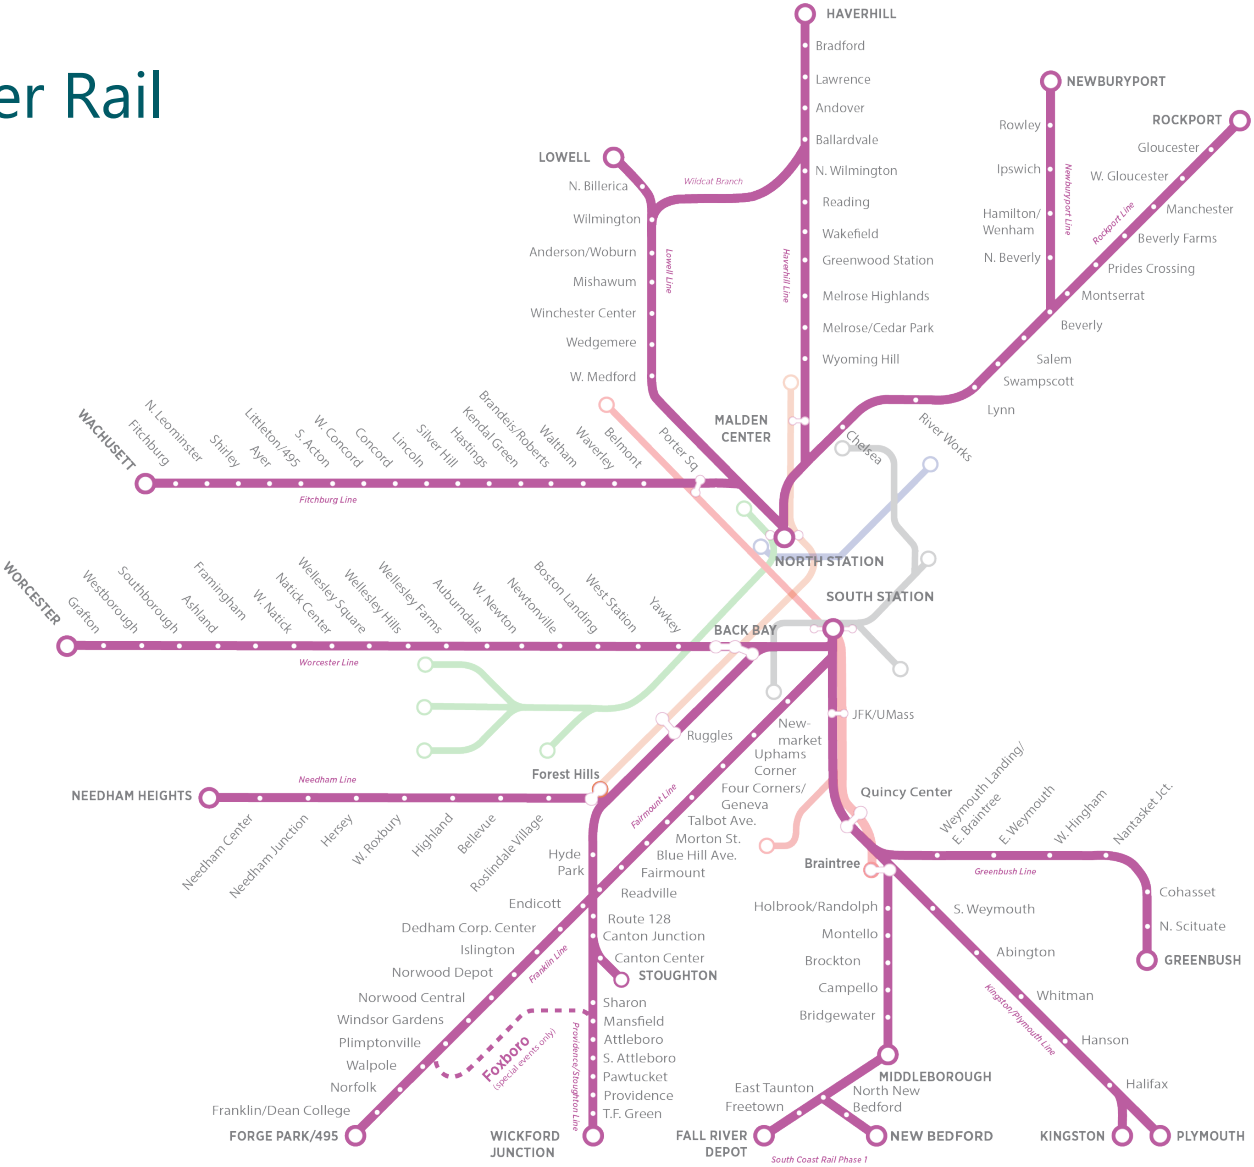 er Rail
HAVERHILL
Bradford
Lawrence
Andover
Ballardvale
N. Wilmington
Reading
Wakefield
Greenwood Station
Melrose Highlands
Melrose/Cedar Park
Wyoming Hill
Haverhill Line
MALDEN
CENTER
NEWBURYPORT
Rowley
Ipswich
Hamilton/
Wenham
N. Beverly
Newburyport Line
ROCKPORT
Gloucester
W. Gloucester
Manchester
Beverly Farms
Prides Crossing
Montserrat
Rockport Line
Beverly
Salem
Swampscott
Lynn
River Works
Chelsea
LOWELL
N. Billerica
Wilmington
Wildcat Branch
Anderson/Woburn
Mishawum
Winchester Center
Wedgemere
W. Medford
Lowell Line
WACHUSETT
Fitchburg
N. Leominster
Shirley
Ayer
Littleton/495
S. Acton
W. Concord
Concord
Lincoln
Silver Hill
Hastings
Kendal Green
Brandeis/Roberts
Waltham
Waverley
Belmont
Porter Sq
Fitchburg Line
NORTH STATION
SOUTH STATION
WORCESTER
Grafton
Westborough
Southborough
Ashland
Framingham
W. Natick
Natick Center
Wellesley Square
Wellesley Hills
Wellesley Farms
Auburndale
W. Newton
Newtonville
Boston Landing
West Station
Yawkey
BACK BAY
Worcester Line
Ruggles
Forest Hills
NEEDHAM HEIGHTS
Needham Line
Needham Center
Needham Junction
Hersey
W. Roxbury
Highland
Bellevue
Roslindale Village
New-
market
Uphams
Corner
Four Corners/
Geneva
Talbot Ave.
Morton St.
Blue Hill Ave.
Fairmount
Readville
Fairmount Line
Hyde
Park
Endicott
Dedham Corp. Center
Islington
Norwood Depot
Norwood Central
Windsor Gardens
Plimptonville
Walpole
Norfolk
Franklin/Dean College
FORGE PARK/495
Franklin Line
Foxboro
(special events only)
Route 128
Canton Junction
Canton Center
STOUGHTON
Sharon
Mansfield
Attleboro
S. Attleboro
Pawtucket
Providence
T.F. Green
WICKFORD
JUNCTION
Providence/Stoughton Line
JFK/UMass
Quincy Center
Braintree
Weymouth Landing/
E. Braintree
E. Weymouth
W. Hingham
Nantasket Jct.
Greenbush Line
Cohasset
N. Scituate
GREENBUSH
Holbrook/Randolph
Montello
Brockton
Campello
Bridgewater
MIDDLEBOROUGH
East Taunton
Freetown
FALL RIVER
DEPOT
North New
Bedford
NEW BEDFORD
South Coast Rail Phase 1
S. Weymouth
Abington
Whitman
Hanson
Halifax
Kingston/Plymouth Line
KINGSTON
PLYMOUTH